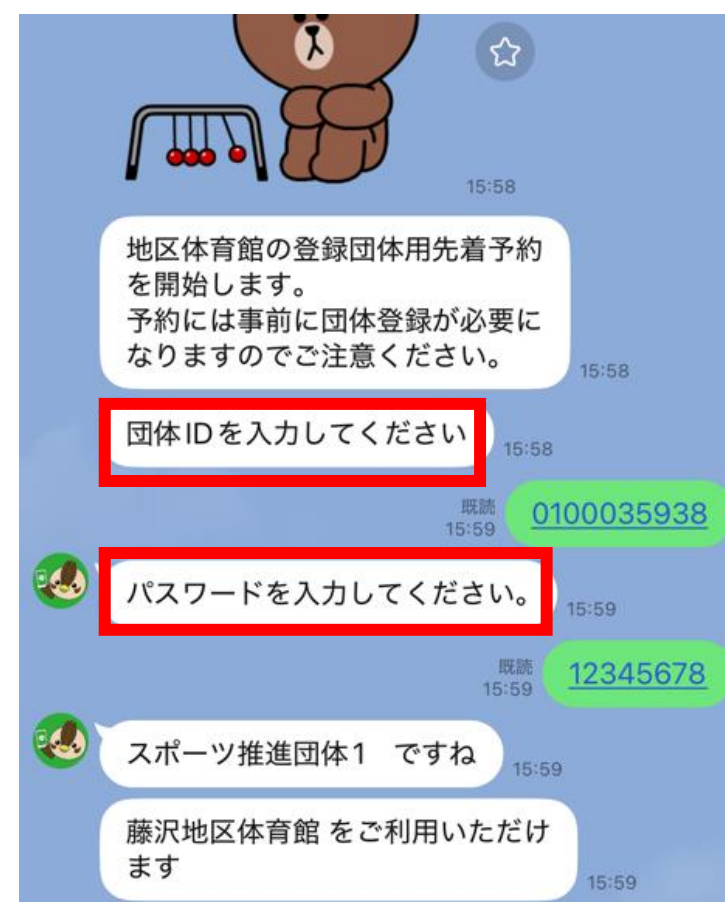 15:58
地区体育館の登録団体用先着予約
を開始します。
予約には事前に団体登録が必要に
なりますのでご注意ください。
15:58
団体IDを入力してください
15:58
既読
15:59
0100035938
パスワードを入力してください。
15:59
既読
15:59
12345678
スポーツ推進団体1　ですね
15:59
藤沢地区体育館 をご利用いただけ
ます
15:59